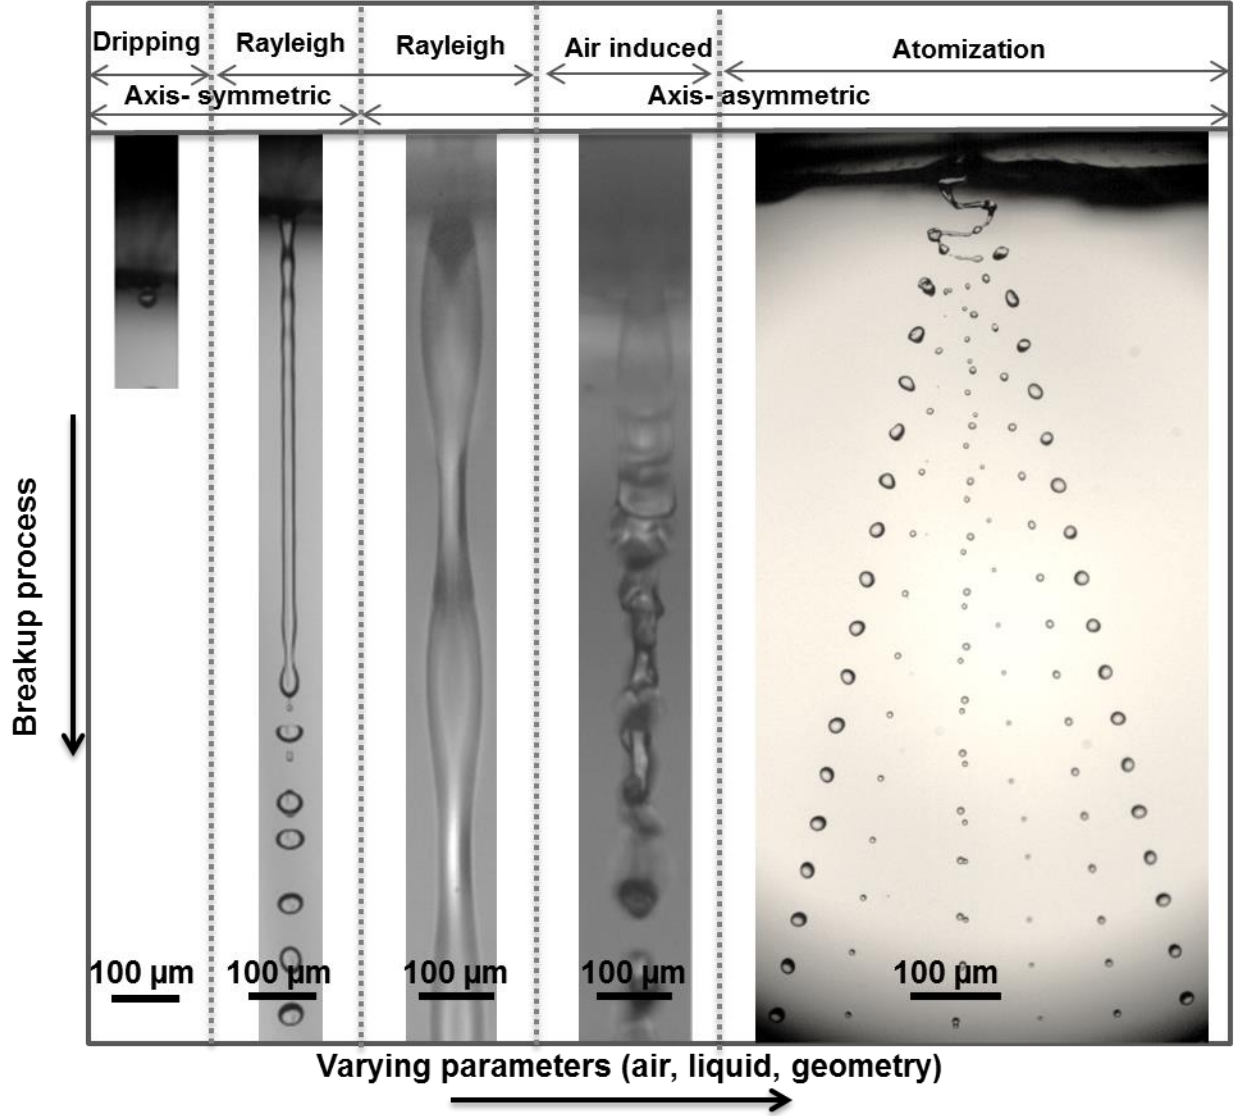 Dripping
Rayleigh
Rayleigh
Air induced
Atomization
Axis- symmetric
Axis- asymmetric
Breakup process
100 µm
100 µm
100 µm
100 µm
100 µm
Varying parameters (air, liquid, geometry)